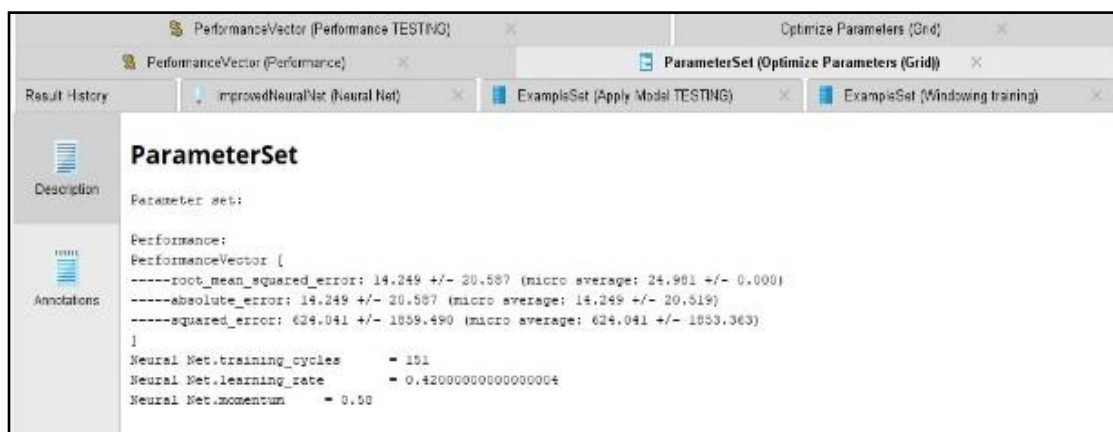 PerformanceVector (Performance TESTING)
Optimize Parameters (Grid)
PerformanceVector (Performance)
ParameterSet (Optimize Parameters (Grid))
Result History
ImprovedNeuralNet (Neural Net)
ExampleSet (Apply Model TESTING)
ExampleSet (Windowing training)
ParameterSet
Description
Parameter set:
Performance:
PerformanceVector [
-----root_mean_squared_error: 14.249 +/- 20.587 (micro average: 24.981 +/- 0.000)
Annotations
-----absolute_error: 14.249 +/- 20.587 (micro average: 14.249 +/- 20.519)
-----squared_error: 624.041 +/- 1859.490 (micro average: 624.041 +/- 1853.363)
]
Neural Net.training_cycles = 151
Neural Net.learning_rate = 0.42000000000000004
Neural Net.momentum = 0.50